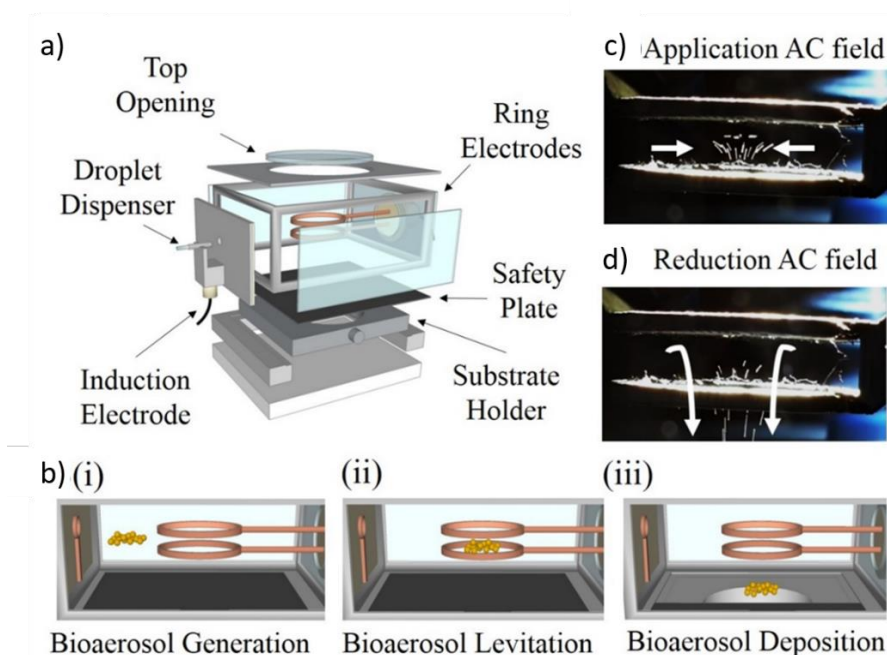 a)
Top
Opening
Droplet
Dispenser
Ring
Electrodes
Safety
Plate
Induction
Electrode
Substrate
Holder
c) Application AC field
d) Reduction AC field
b) (i)
(ii)
(iii)
Bioaerosol Generation
Bioaerosol Levitation
Bioaerosol Deposition